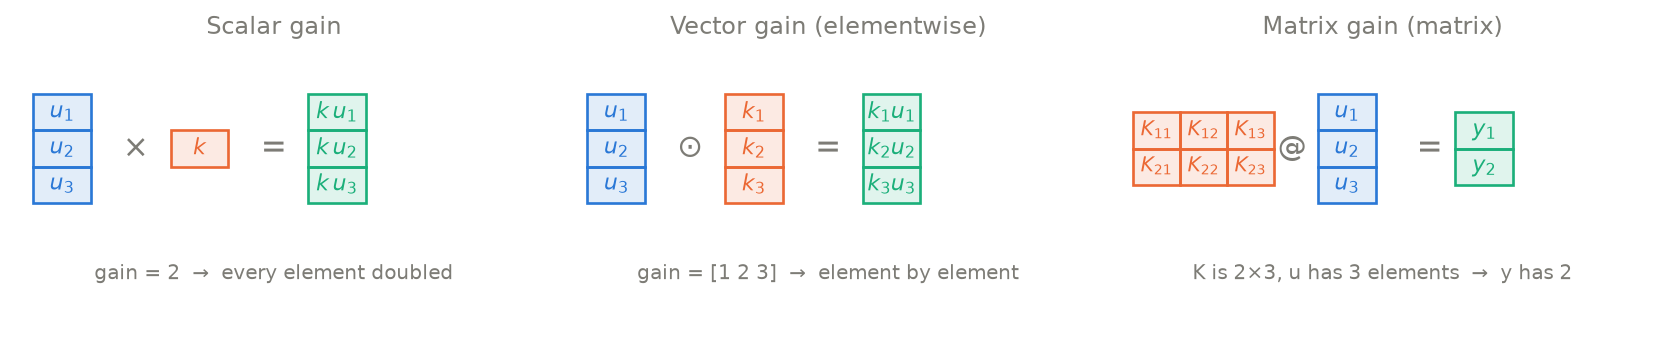 Scalar gain
u₁
u₂
u₃
×
k
=
k u₁
k u₂
k u₃
gain = 2 → every element doubled
Vector gain (elementwise)
u₁
u₂
u₃
⊙
k₁
k₂
k₃
=
k₁u₁
k₂u₂
k₃u₃
gain = [1 2 3] → element by element
Matrix gain (matrix)
K₁₁ K₁₂ K₁₃
K₂₁ K₂₂ K₂₃
@
u₁
u₂
u₃
=
y₁
y₂
K is 2×3, u has 3 elements → y has 2